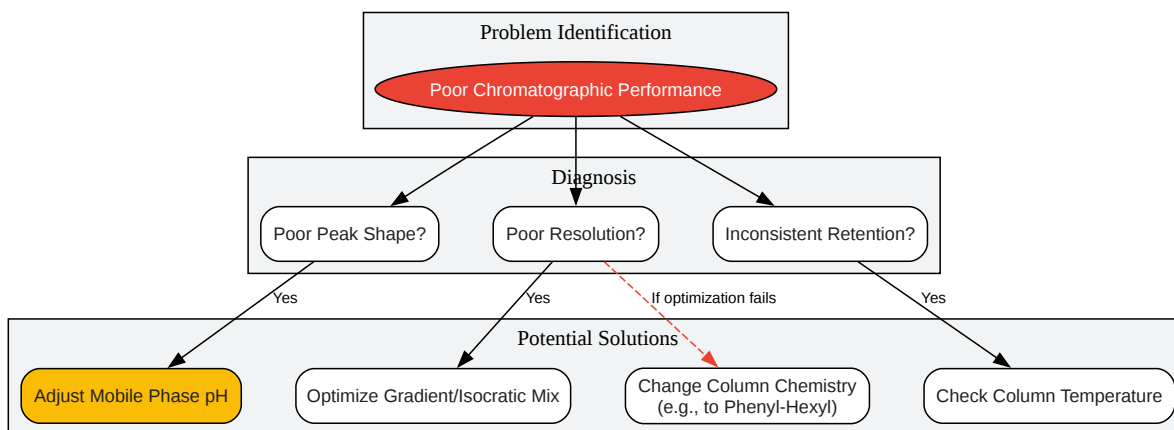 Problem Identification
Poor Chromatographic Performance
Diagnosis
Poor Peak Shape?
Poor Resolution?
Inconsistent Retention?
Yes
Yes
If optimization fails
Yes
Potential Solutions
Adjust Mobile Phase pH
Optimize Gradient/Isocratic Mix
Change Column Chemistry
(e.g., to Phenyl-Hexyl)
Check Column Temperature